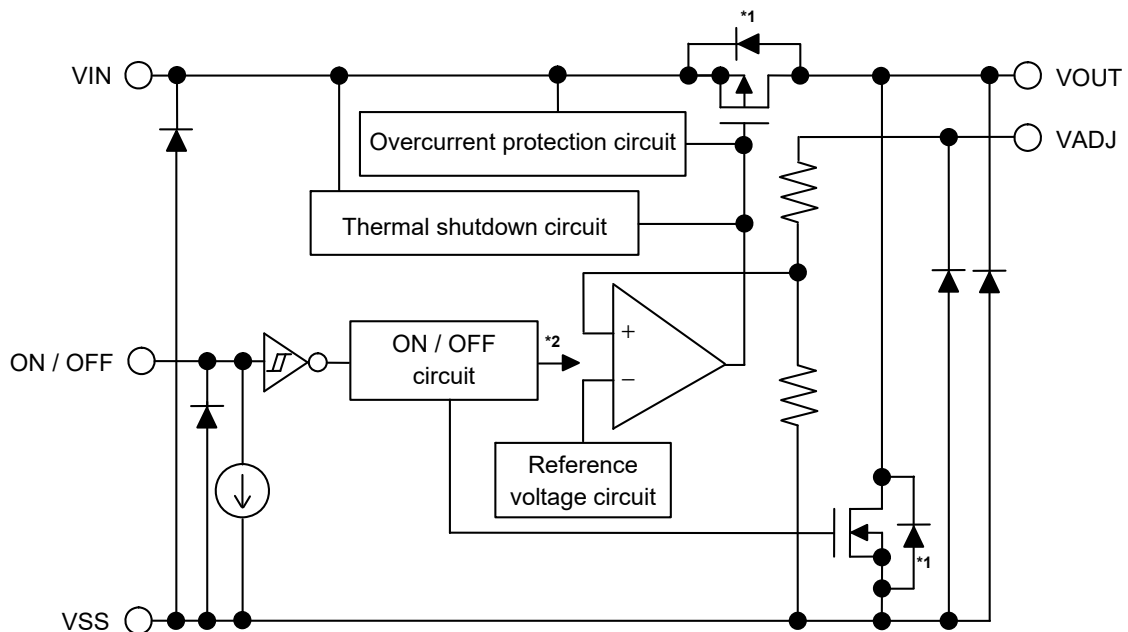 *1
VIN
VOUT
Overcurrent protection circuit
VADJ
Thermal shutdown circuit
+
ON / OFF
ON / OFF
circuit
*2
−
Reference
voltage circuit
*1
VSS